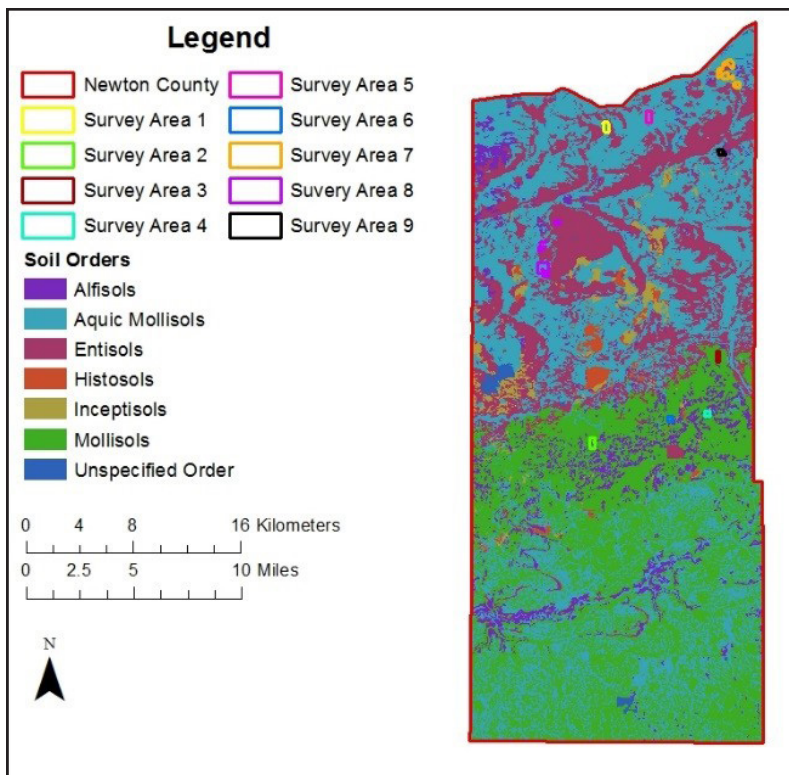 Legend
Newton County
Survey Area 1
Survey Area 2
Survey Area 3
Survey Area 4
Survey Area 5
Survey Area 6
Survey Area 7
Suvery Area 8
Survey Area 9
Soil Orders
Alfisols
Aquic Mollisols
Entisols
Histosols
Inceptisols
Mollisols
Unspecified Order
0 4 8 16 Kilometers
0 2.5 5 10 Miles
N